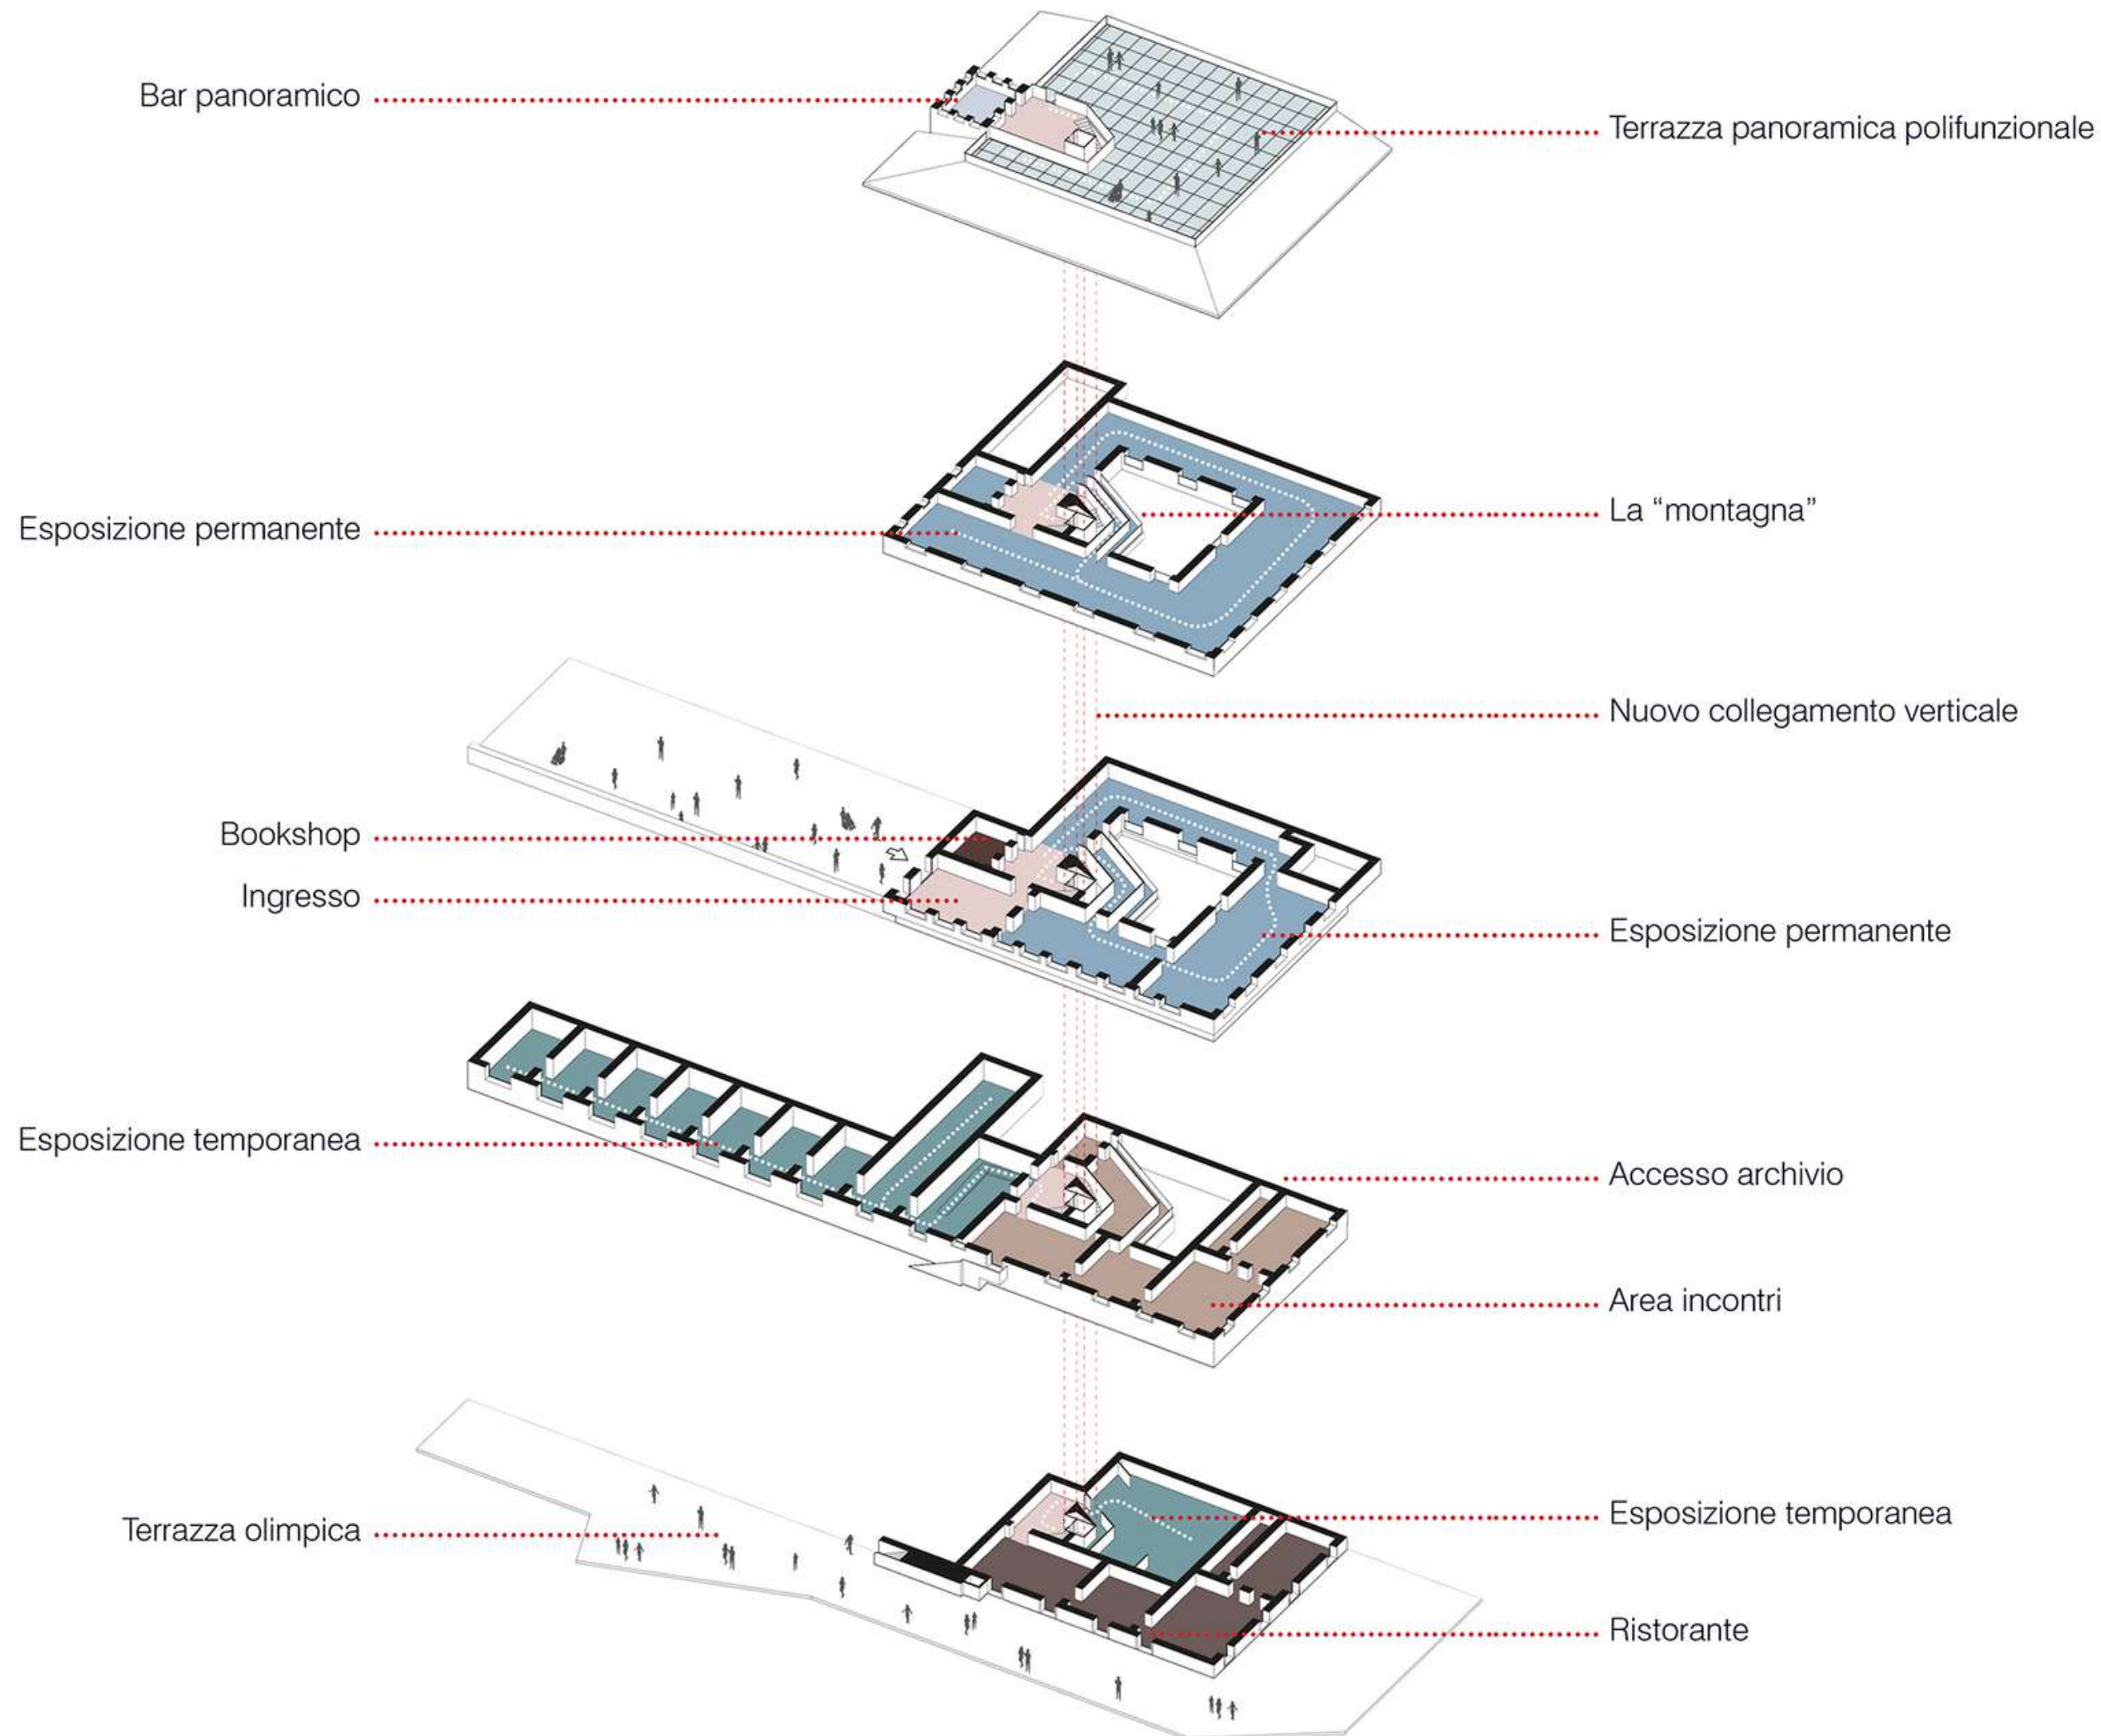 Bar panoramico
Terrazza panoramica polifunzionale
La “montagna”
Esposizione permanente
Nuovo collegamento verticale
Bookshop
Ingresso
Esposizione permanente
Esposizione temporanea
Accesso archivio
Area incontri
Esposizione temporanea
Terrazza olimpica
Ristorante